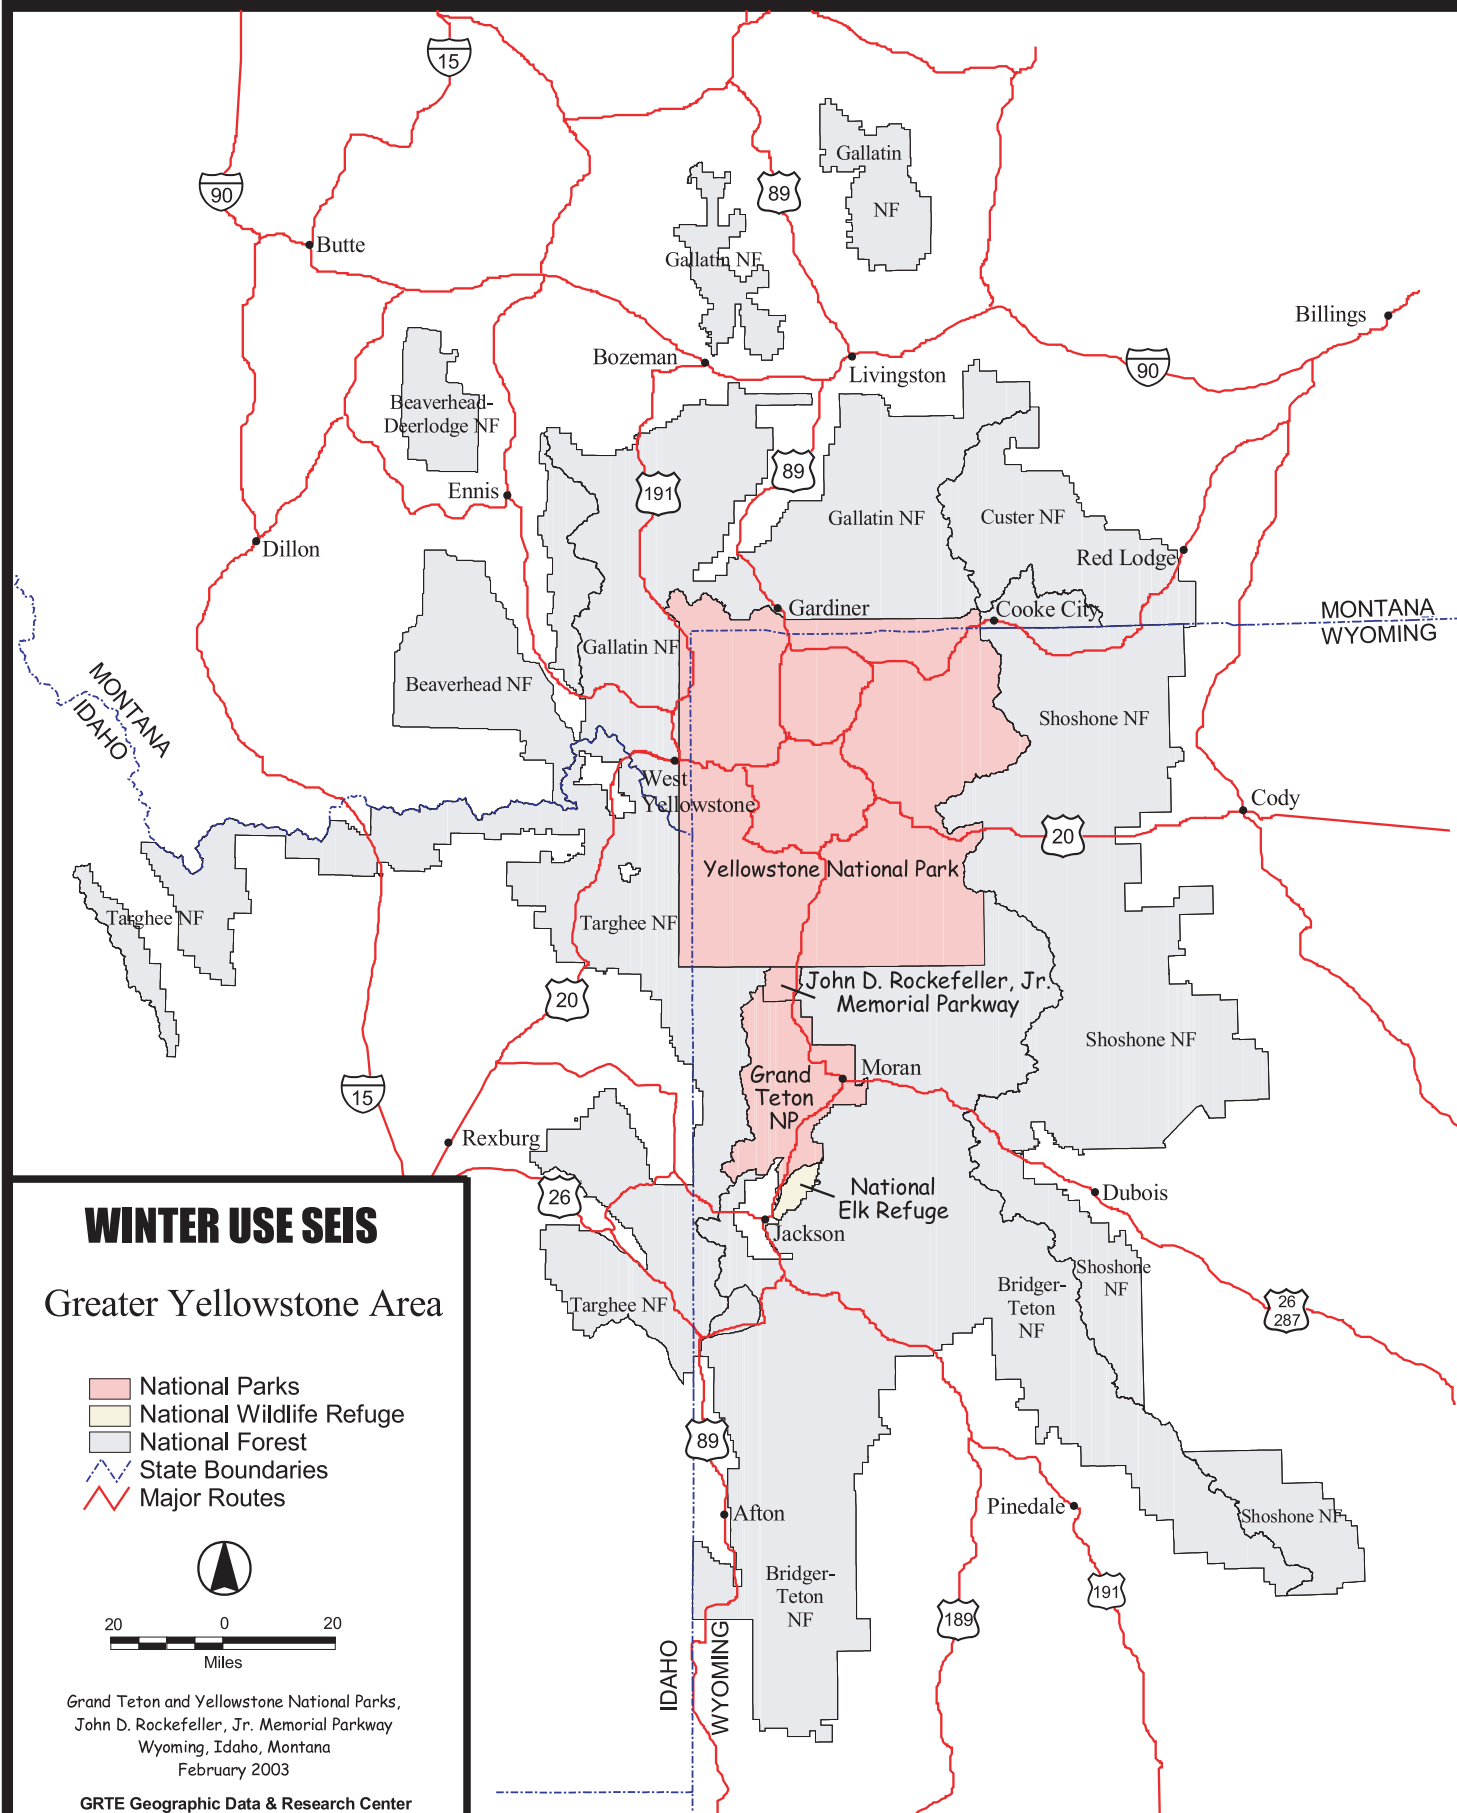 15
90
89
Gallatin
NF
Butte
Gallatin NF
Billings
Bozeman
Livingston
90
Beaverhead-
Deerlodge NF
89
191
Ennis
Gallatin NF
Custer NF
Dillon
Red Lodge
Gardiner
Cooke City
MONTANA
WYOMING
Gallatin NF
Beaverhead NF
MONTANA
IDAHO
Shoshone NF
West
Yellowstone
Cody
20
Yellowstone National Park
Targhee NF
Targhee NF
John D. Rockefeller, Jr.
Memorial Parkway
20
Shoshone NF
Moran
Grand
Teton
NP
15
Rexburg
26
National
Elk Refuge
Dubois
Jackson
Shoshone
NF
Bridger-
Teton
NF
26
287
Targhee NF
89
Afton
Pinedale
Shoshone NF
Bridger-
Teton
NF
191
189
IDAHO
WYOMING
WINTER USE SEIS
Greater Yellowstone Area
National Parks
National Wildlife Refuge
National Forest
State Boundaries
Major Routes
20 0 20
Miles
Grand Teton and Yellowstone National Parks,
John D. Rockefeller, Jr. Memorial Parkway
Wyoming, Idaho, Montana
February 2003
GRTE Geographic Data & Research Center